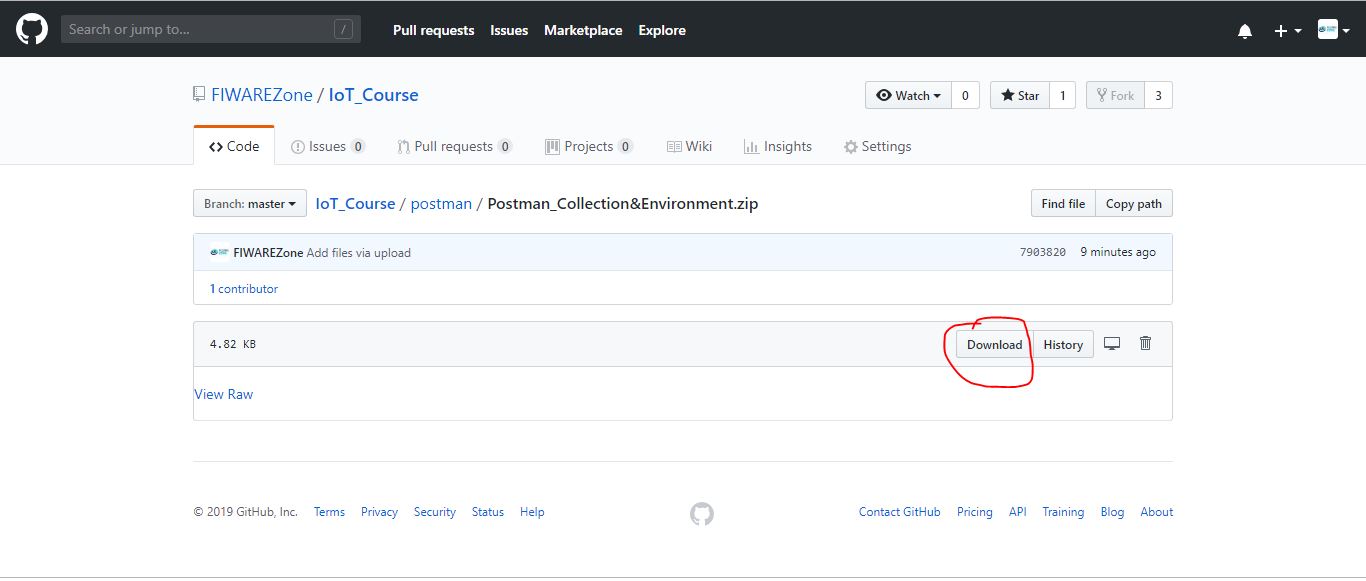 Search or jump to... / Pull requests Issues Marketplace Explore
FIWAREZone / IoT_Course Watch 0 Star 1 Fork 3
Code Issues 0 Pull requests 0 Projects 0 Wiki Insights Settings
Branch: master IoT_Course / postman / Postman_Collection&Environment.zip Find file Copy path
FIWAREZone Add files via upload 7903820 9 minutes ago
1 contributor
4.82 KB Download History
View Raw
© 2019 GitHub, Inc. Terms Privacy Security Status Help Contact GitHub Pricing API Training Blog About